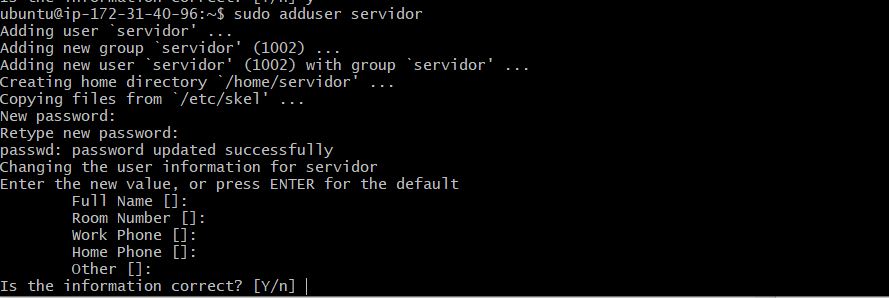 is the information correct? [Y/n] y
ubuntu@ip-172-31-40-96:~$ sudo adduser servidor
Adding user `servidor' ...
Adding new group `servidor' (1002) ...
Adding new user `servidor' (1002) with group `servidor' ...
Creating home directory `/home/servidor' ...
Copying files from `/etc/skel' ...
New password:
Retype new password:
passwd: password updated successfully
Changing the user information for servidor
Enter the new value, or press ENTER for the default
Full Name []:
Room Number []:
Work Phone []:
Home Phone []:
Other []:
Is the information correct? [Y/n]